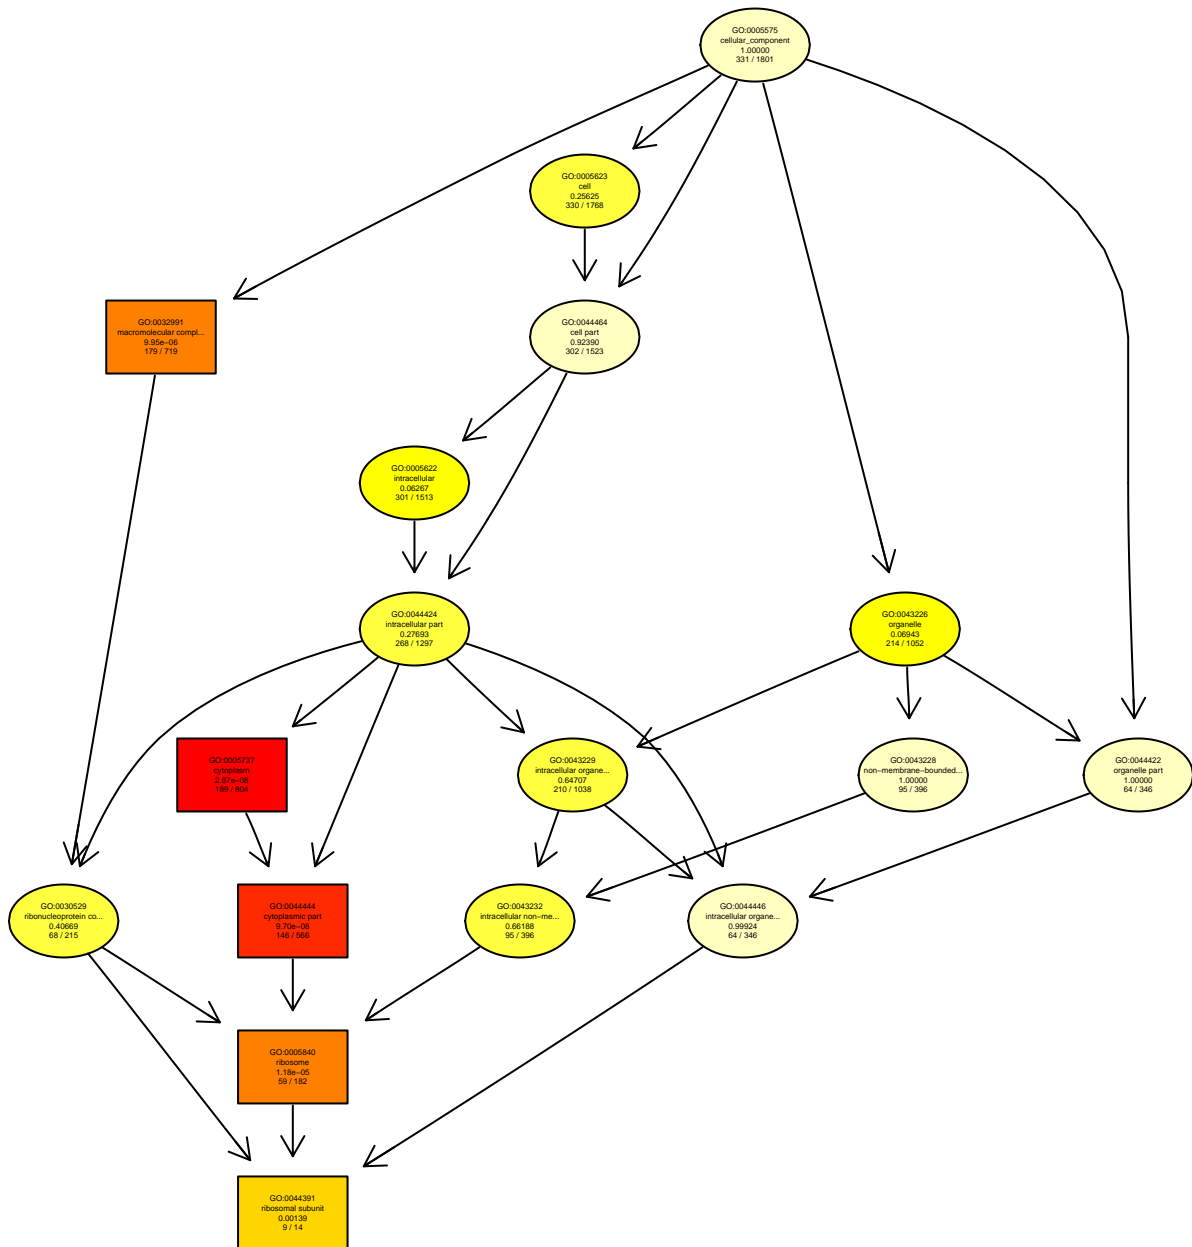 GO:0005575
cellular_component
1.00000
331 / 1801
GO:0005623
cell
0.25625
330 / 1768
GO:0032991
macromolecular compl...
9.95e−06
179 / 719
GO:0044464
cell part
0.92390
302 / 1523
GO:0005622
intracellular
0.06267
301 / 1513
GO:0044424
intracellular part
0.27693
268 / 1297
GO:0043226
organelle
0.06943
214 / 1052
GO:0005737
cytoplasm
2.67e−08
189 / 804
GO:0043229
intracellular organe...
0.64707
210 / 1038
GO:0043228
non−membrane−bounded...
1.00000
95 / 396
GO:0044422
organelle part
1.00000
64 / 346
GO:0030529
ribonucleoprotein co...
0.40669
68 / 215
GO:0044444
cytoplasmic part
9.70e−08
146 / 566
GO:0043232
intracellular non−me...
0.66188
95 / 396
GO:0044446
intracellular organe...
0.99924
64 / 346
GO:0005840
ribosome
1.18e−05
59 / 182
GO:0044391
ribosomal subunit
0.00139
9 / 14